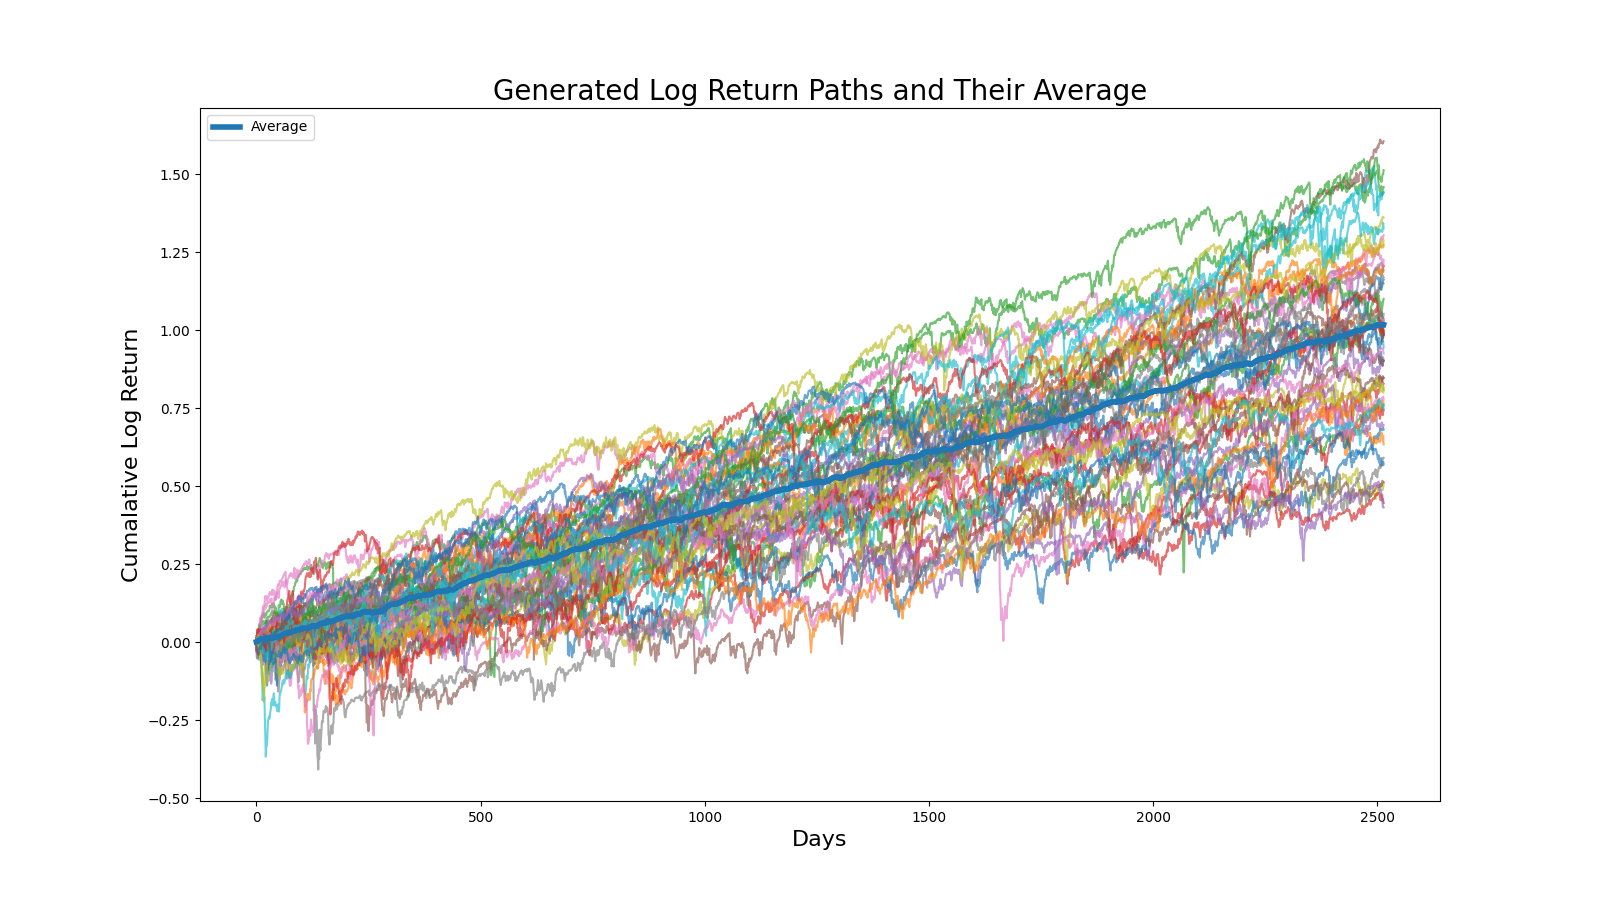 Generated Log Return Paths and Their Average
Average
Cumalative Log Return
1.50
1.25
1.00
0.75
0.50
0.25
0.00
−0.25
−0.50
0 500 1000 1500 2000 2500
Days